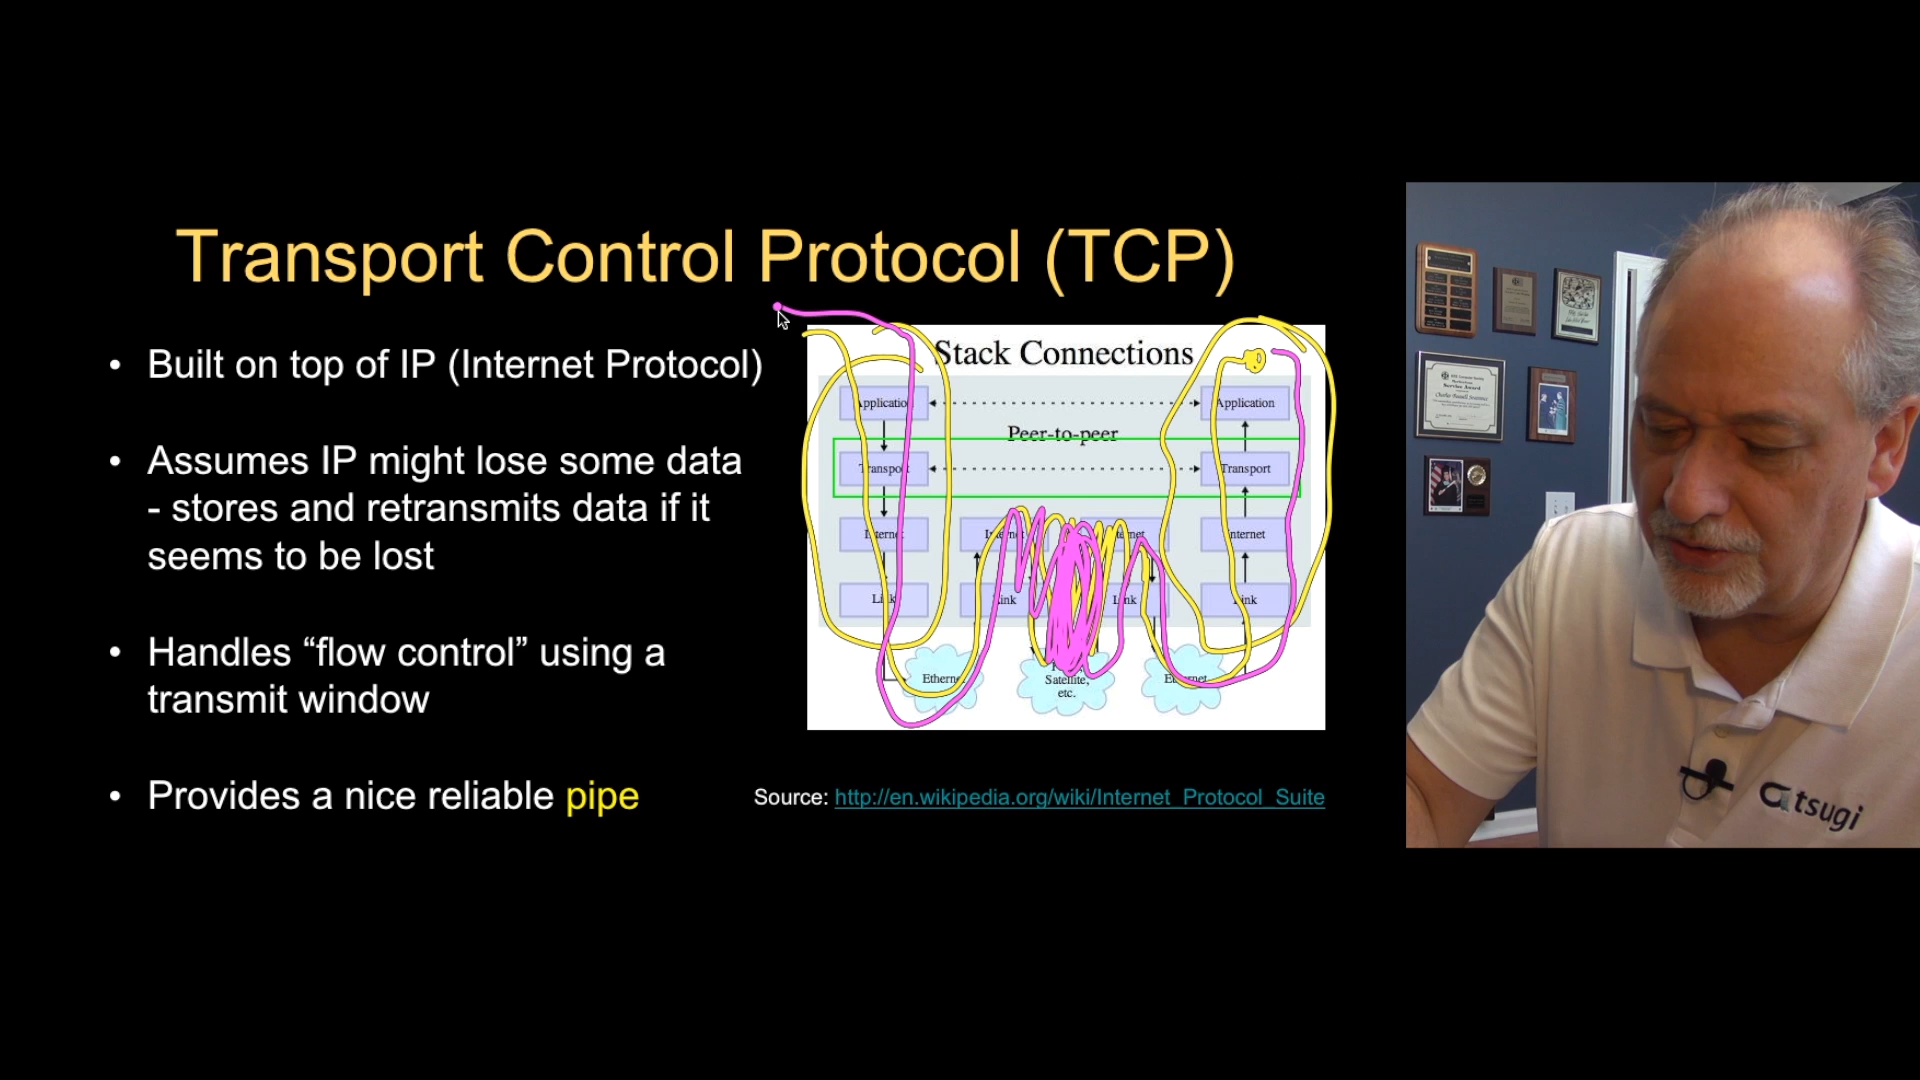 Transport Control Protocol (TCP)
• Built on top of IP (Internet Protocol)
• Assumes IP might lose some data
- stores and retransmits data if it
seems to be lost
• Handles “flow control” using a
transmit window
• Provides a nice reliable pipe
Stack Connections
Application Application
Peer-to-peer
Transport Transport
Internet Internet Internet Internet
Link Link Link Link
Ethernet Satellite, Ethernet
etc.
Source: http://en.wikipedia.org/wiki/Internet_Protocol_Suite
tsugi